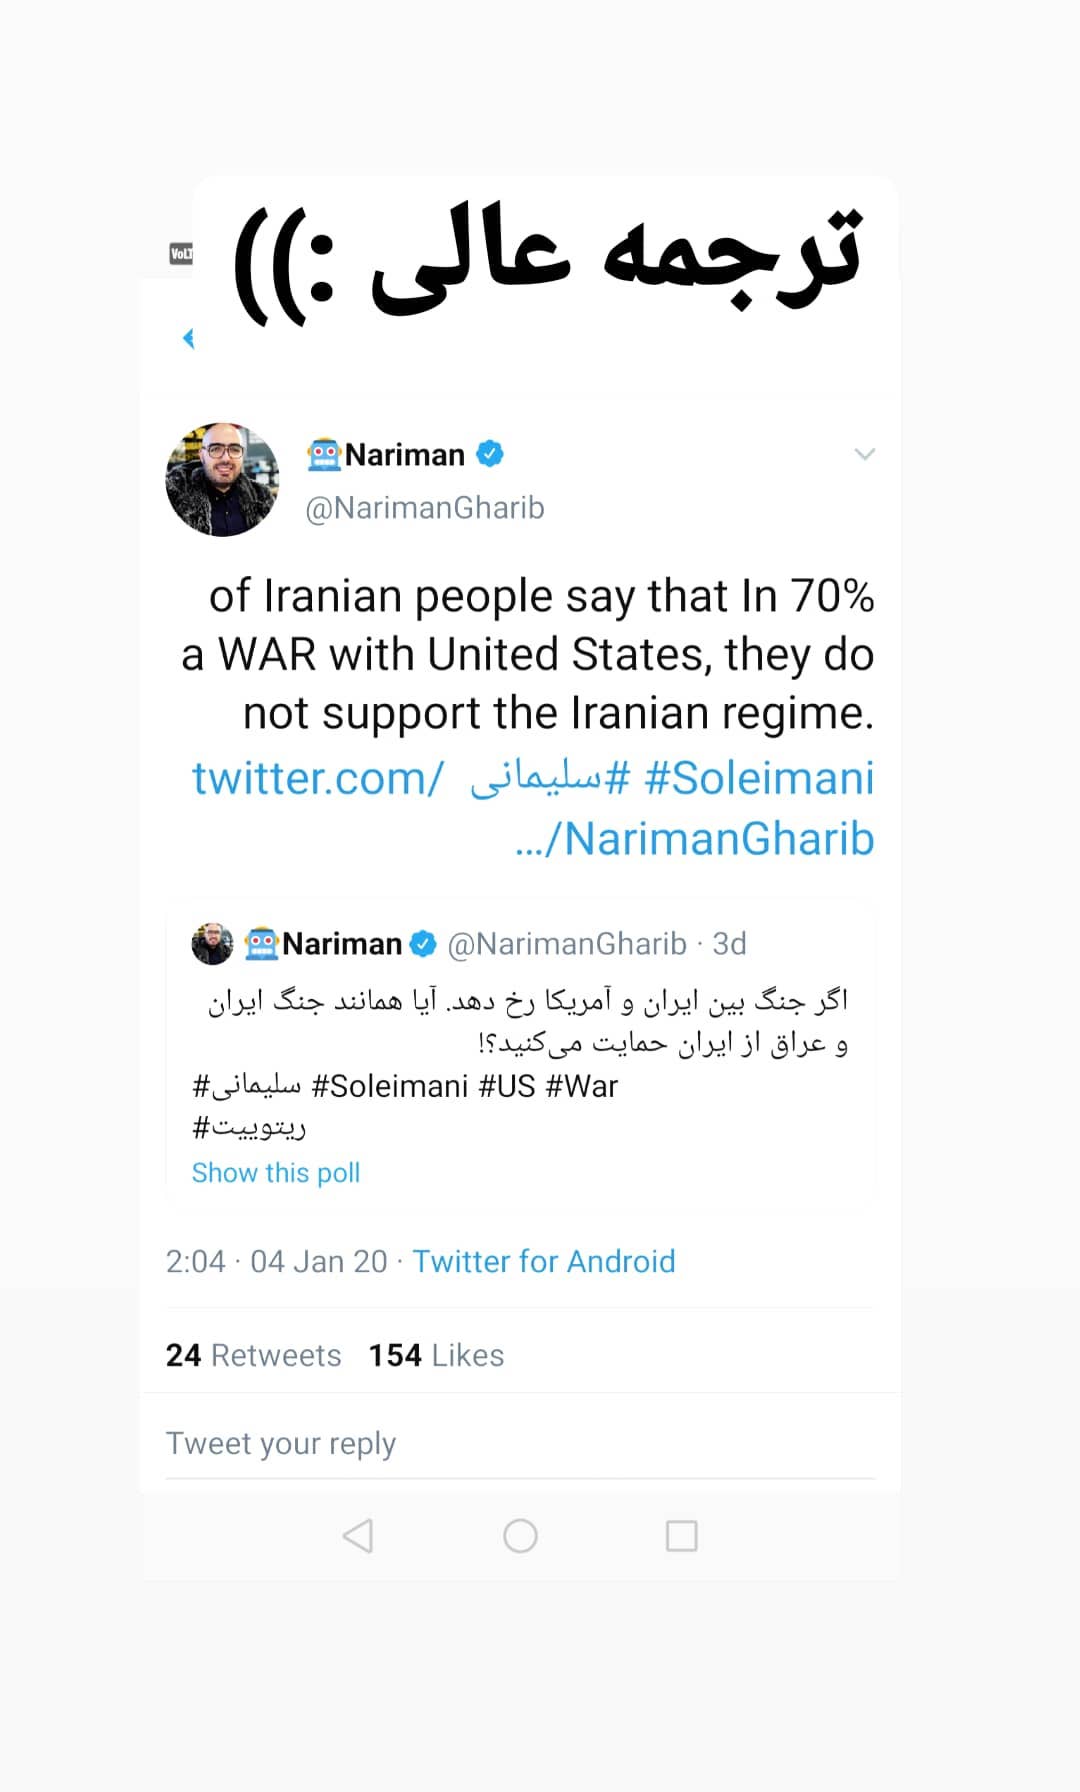 ترجمه عالی :))
VoLT
Nariman
@NarimanGharib
of Iranian people say that In 70%
a WAR with United States, they do
not support the Iranian regime.
#Soleimani #سلیمانی twitter.com/
NarimanGharib/…
Nariman @NarimanGharib · 3d
اگر جنگ بین ایران و آمریکا رخ دهد. آیا همانند جنگ ایران
و عراق از ایران حمایت می‌کنید؟!
#سلیمانی #Soleimani #US #War
#ریتوییت
Show this poll
2:04 · 04 Jan 20 · Twitter for Android
24 Retweets 154 Likes
Tweet your reply